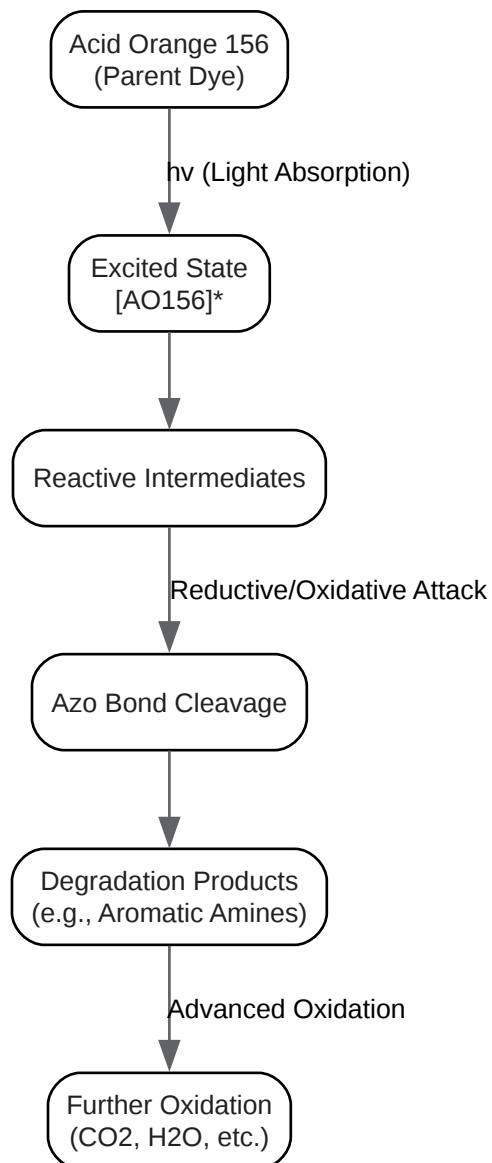 Acid Orange 156
(Parent Dye)
hv (Light Absorption)
Excited State
[AO156]*
Reactive Intermediates
Reductive/Oxidative Attack
Azo Bond Cleavage
Degradation Products
(e.g., Aromatic Amines)
Advanced Oxidation
Further Oxidation
(CO2, H2O, etc.)